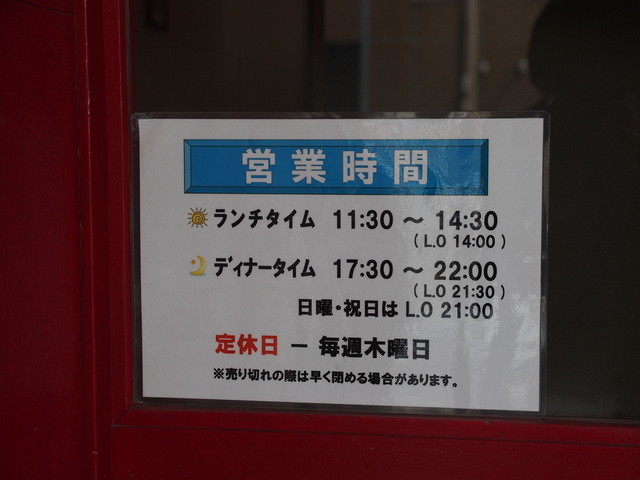 営業時間
ランチタイム 11:30 ～ 14:30
( L.O 14:00 )
ディナータイム 17:30 ～ 22:00
( L.O 21:30 )
日曜・祝日は L.O 21:00
定休日 － 毎週木曜日
※売り切れの際は早く閉める場合があります。